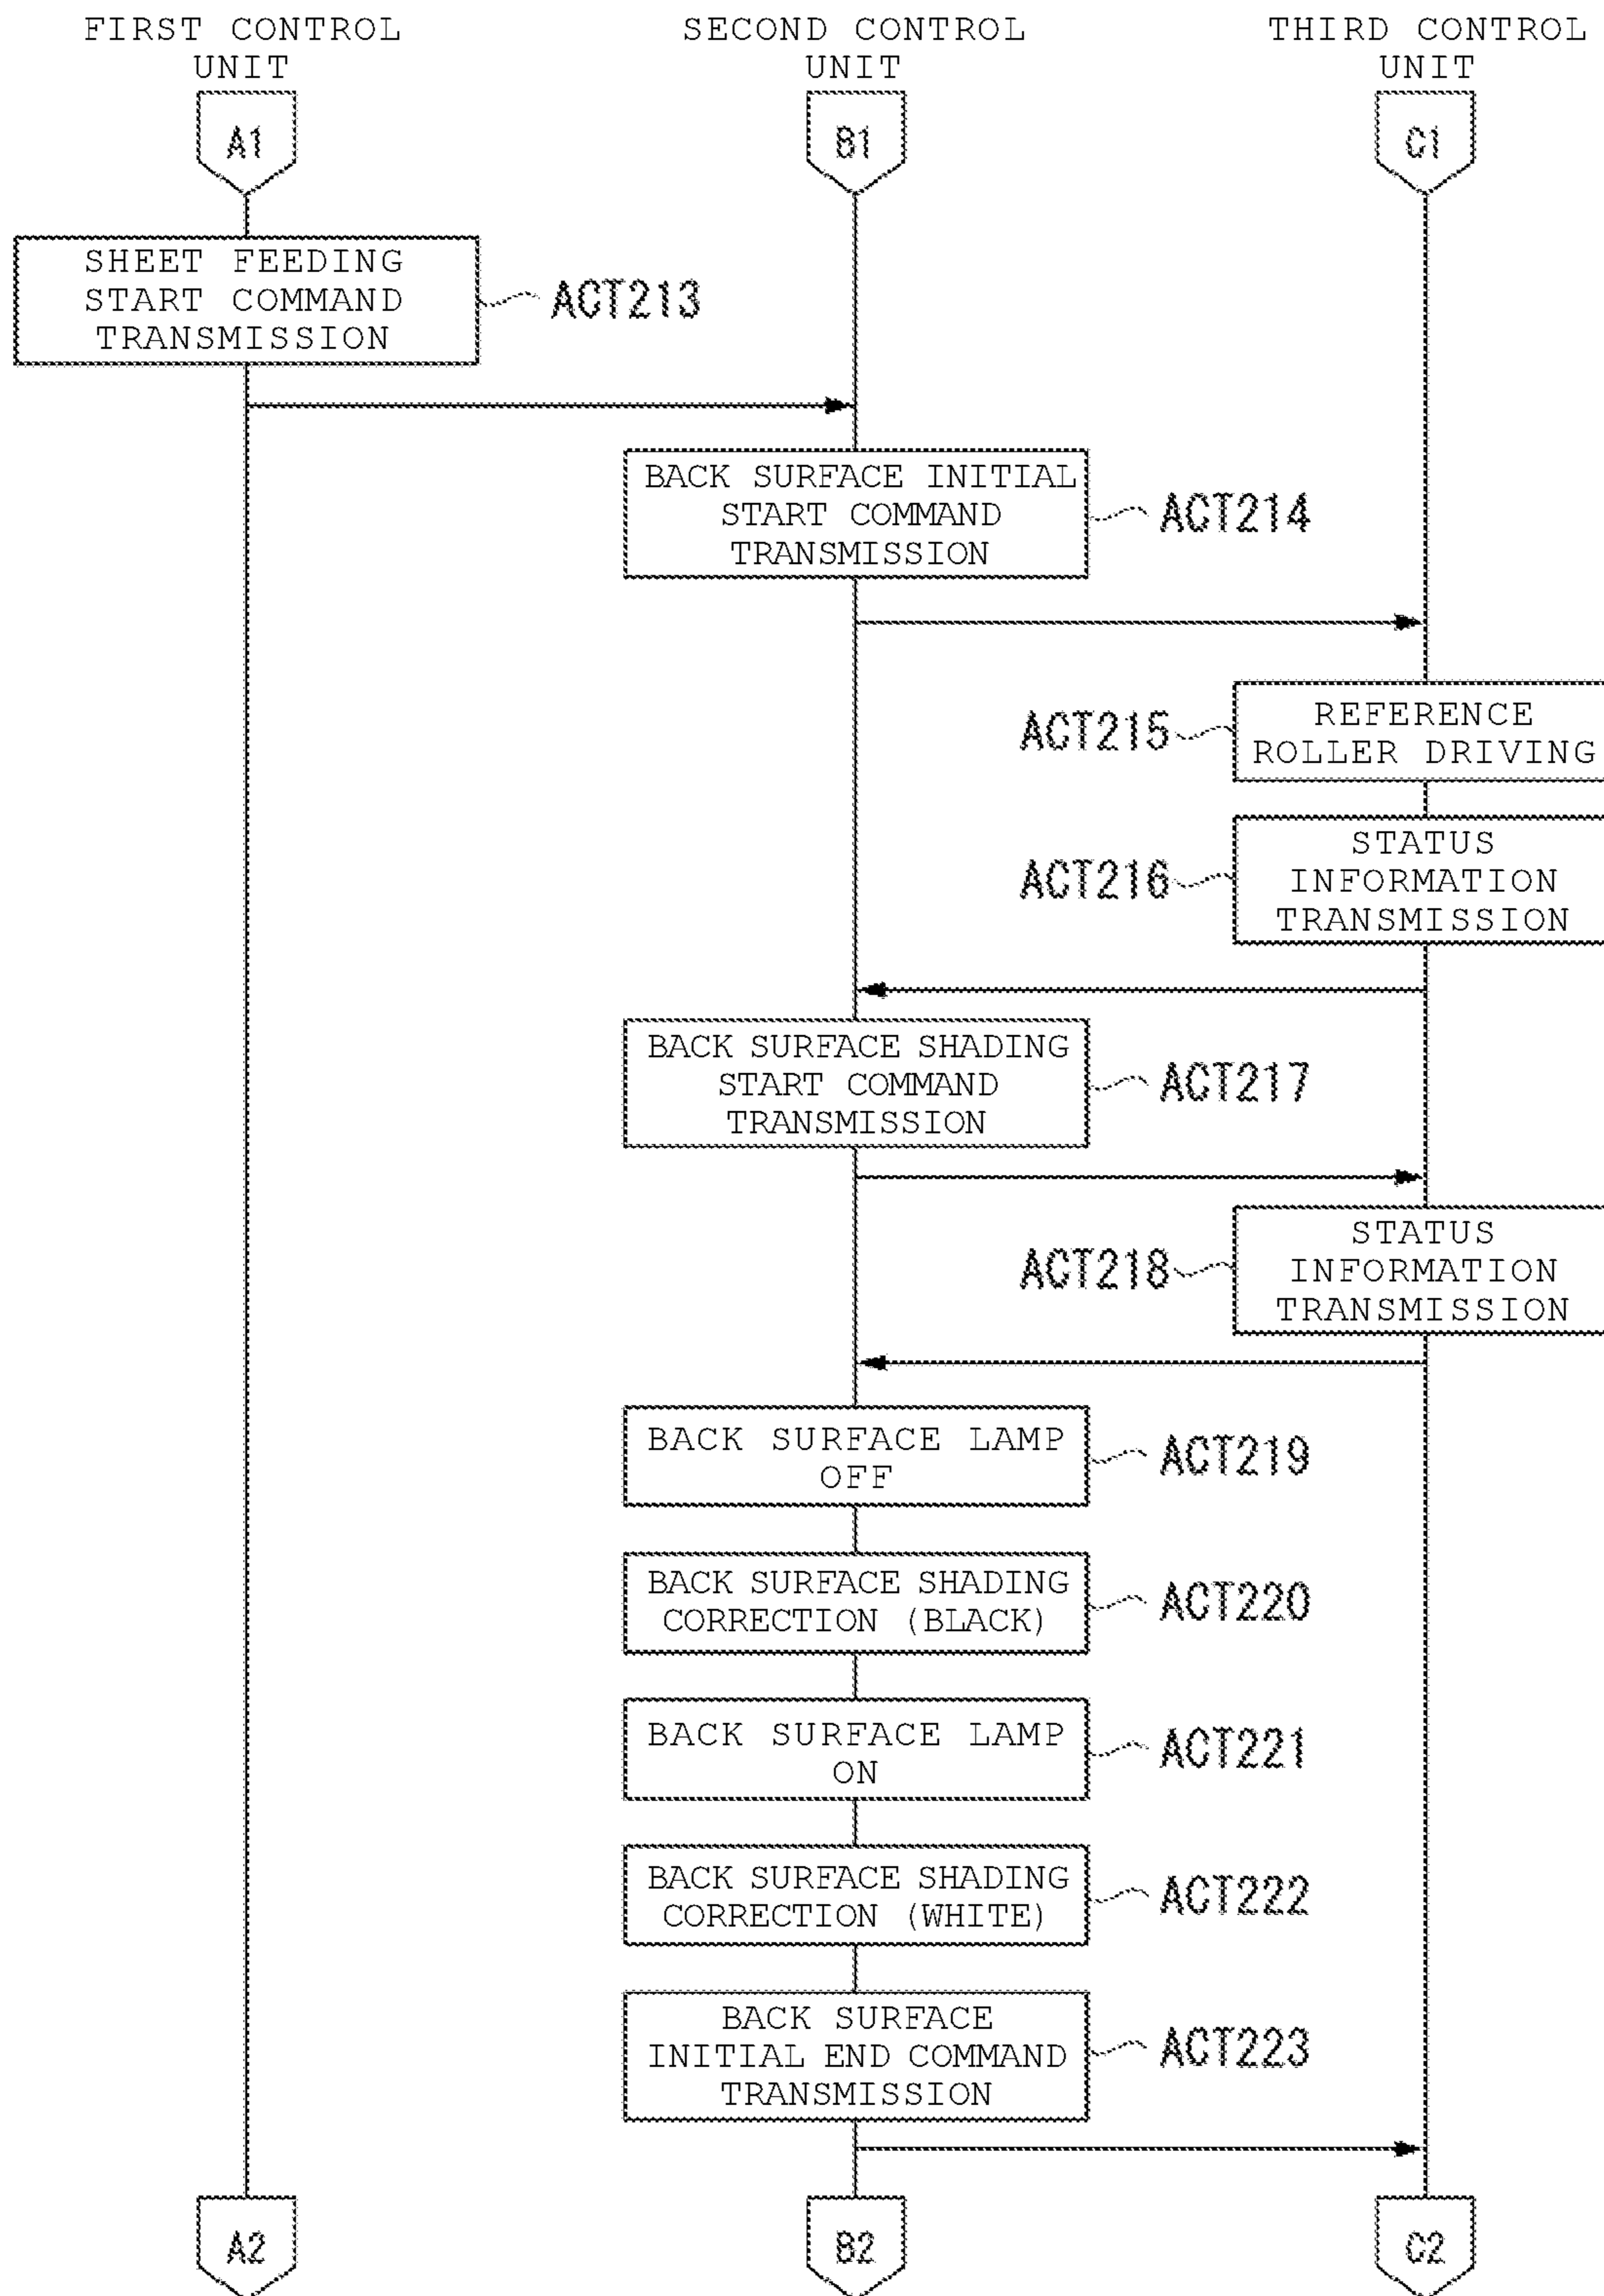 FIRST CONTROL
UNIT
SECOND CONTROL
UNIT
THIRD CONTROL
UNIT
A1
B1
C1
SHEET FEEDING
START COMMAND
TRANSMISSION
ACT213
BACK SURFACE INITIAL
START COMMAND
TRANSMISSION
ACT214
ACT215
REFERENCE
ROLLER DRIVING
ACT216
STATUS
INFORMATION
TRANSMISSION
BACK SURFACE SHADING
START COMMAND
TRANSMISSION
ACT217
ACT218
STATUS
INFORMATION
TRANSMISSION
BACK SURFACE LAMP
OFF
ACT219
BACK SURFACE SHADING
CORRECTION (BLACK)
ACT220
BACK SURFACE LAMP
ON
ACT221
BACK SURFACE SHADING
CORRECTION (WHITE)
ACT222
BACK SURFACE
INITIAL END COMMAND
TRANSMISSION
ACT223
A2
B2
C2